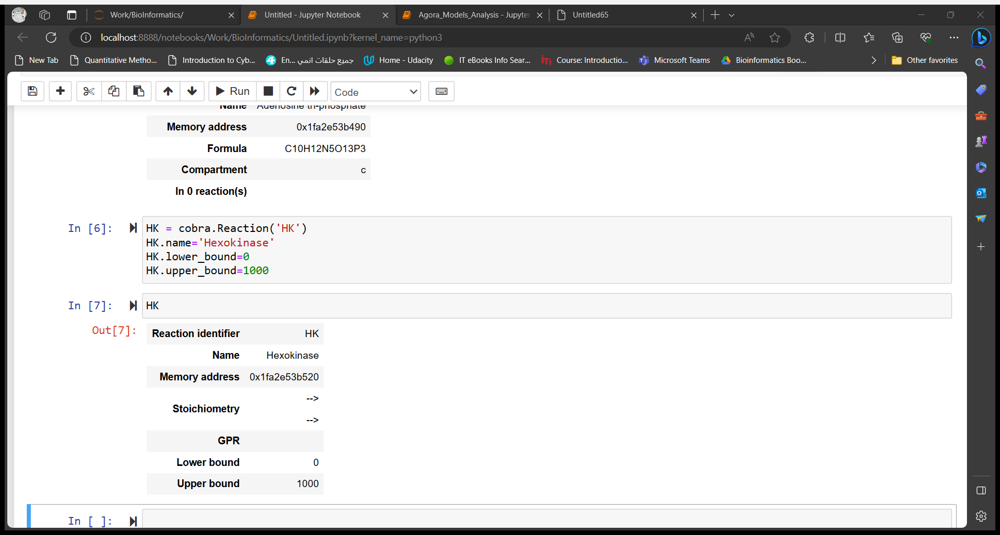 Work/BioInformatics/
Untitled - Jupyter Notebook
Agora_Models_Analysis - Jupyter
Untitled65
localhost:8888/notebooks/Work/BioInformatics/Untitled.ipynb?kernel_name=python3
New Tab
Quantitative Metho...
Introduction to Cyb...
En... جميع حلقات انمي
Home - Udacity
IT eBooks Info Sear...
Course: Introductio...
Microsoft Teams
Bioinformatics Boo...
Other favorites
Run
Code
Name Adenosine tri-phosphate
Memory address 0x1fa2e53b490
Formula C10H12N5O13P3
Compartment c
In 0 reaction(s)
In [6]: HK = cobra.Reaction('HK')
HK.name='Hexokinase'
HK.lower_bound=0
HK.upper_bound=1000
In [7]: HK
Out[7]: Reaction identifier HK
Name Hexokinase
Memory address 0x1fa2e53b520
-->
Stoichiometry
-->
GPR
Lower bound 0
Upper bound 1000
In [ ]: